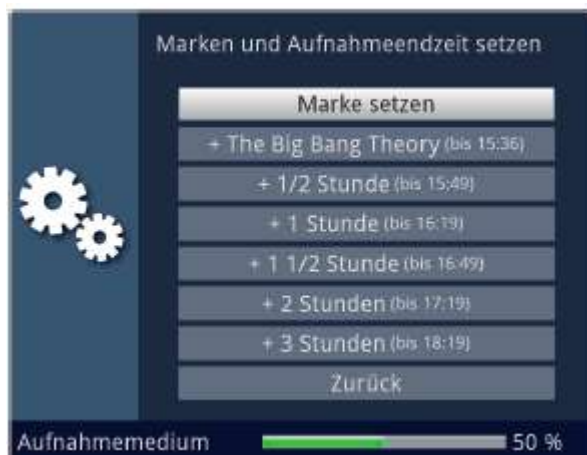 Marken und Aufnahmeendzeit setzen
Marke setzen
+ The Big Bang Theory (bis 15:36)
+ 1/2 Stunde (bis 15:49)
+ 1 Stunde (bis 16:19)
+ 1 1/2 Stunde (bis 16:49)
+ 2 Stunden (bis 17:19)
+ 3 Stunden (bis 18:19)
Zurück
Aufnahmemedium 50 %